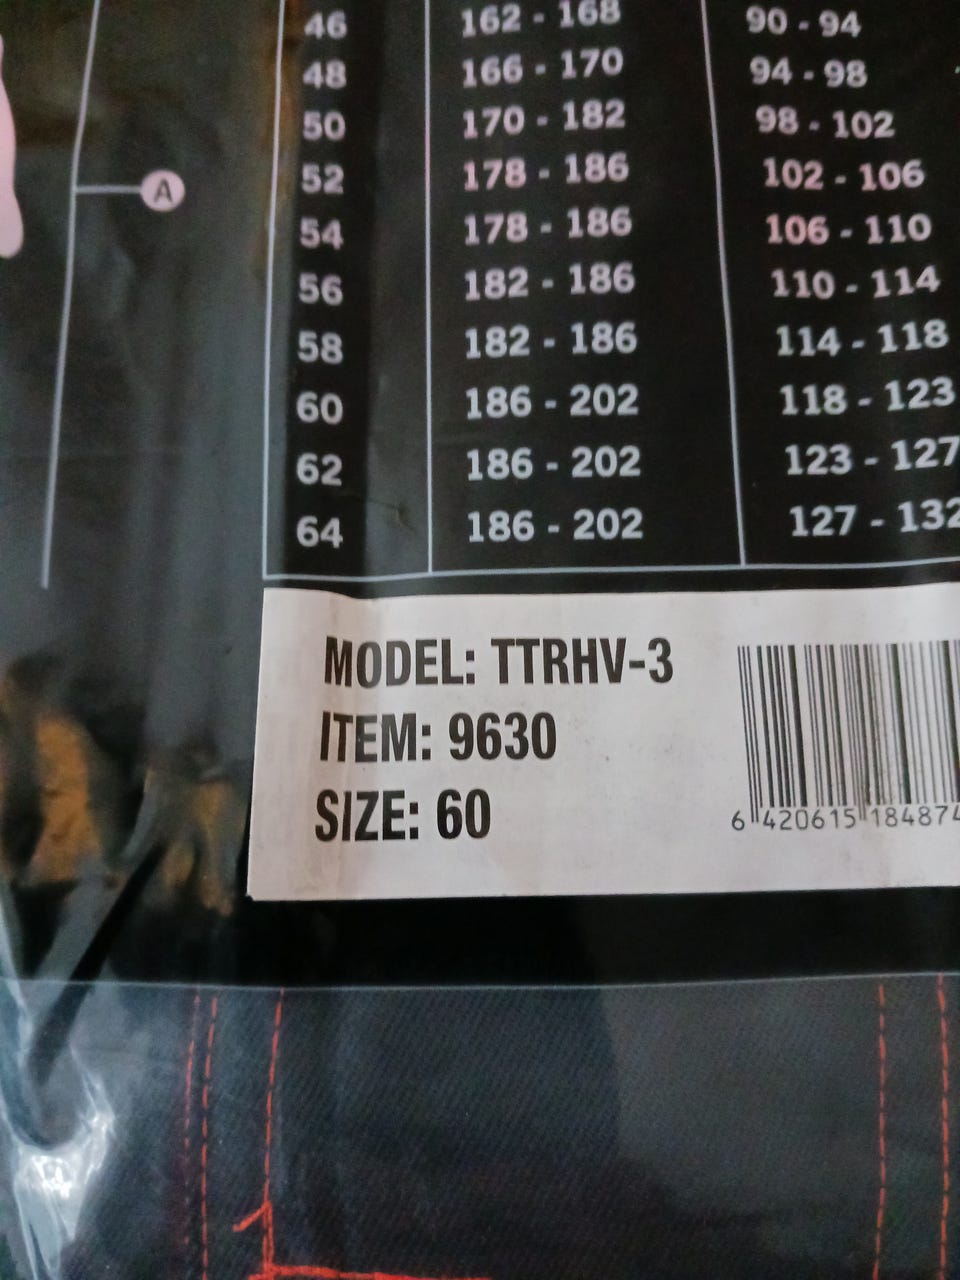 46 162 - 168 90 - 94
48 166 - 170 94 - 98
50 170 - 182 98 - 102
52 178 - 186 102 - 106
A
54 178 - 186 106 - 110
56 182 - 186 110 - 114
58 182 - 186 114 - 118
60 186 - 202 118 - 123
62 186 - 202 123 - 127
64 186 - 202 127 - 132
MODEL: TTRHV-3
ITEM: 9630
SIZE: 60
6 420615 184874